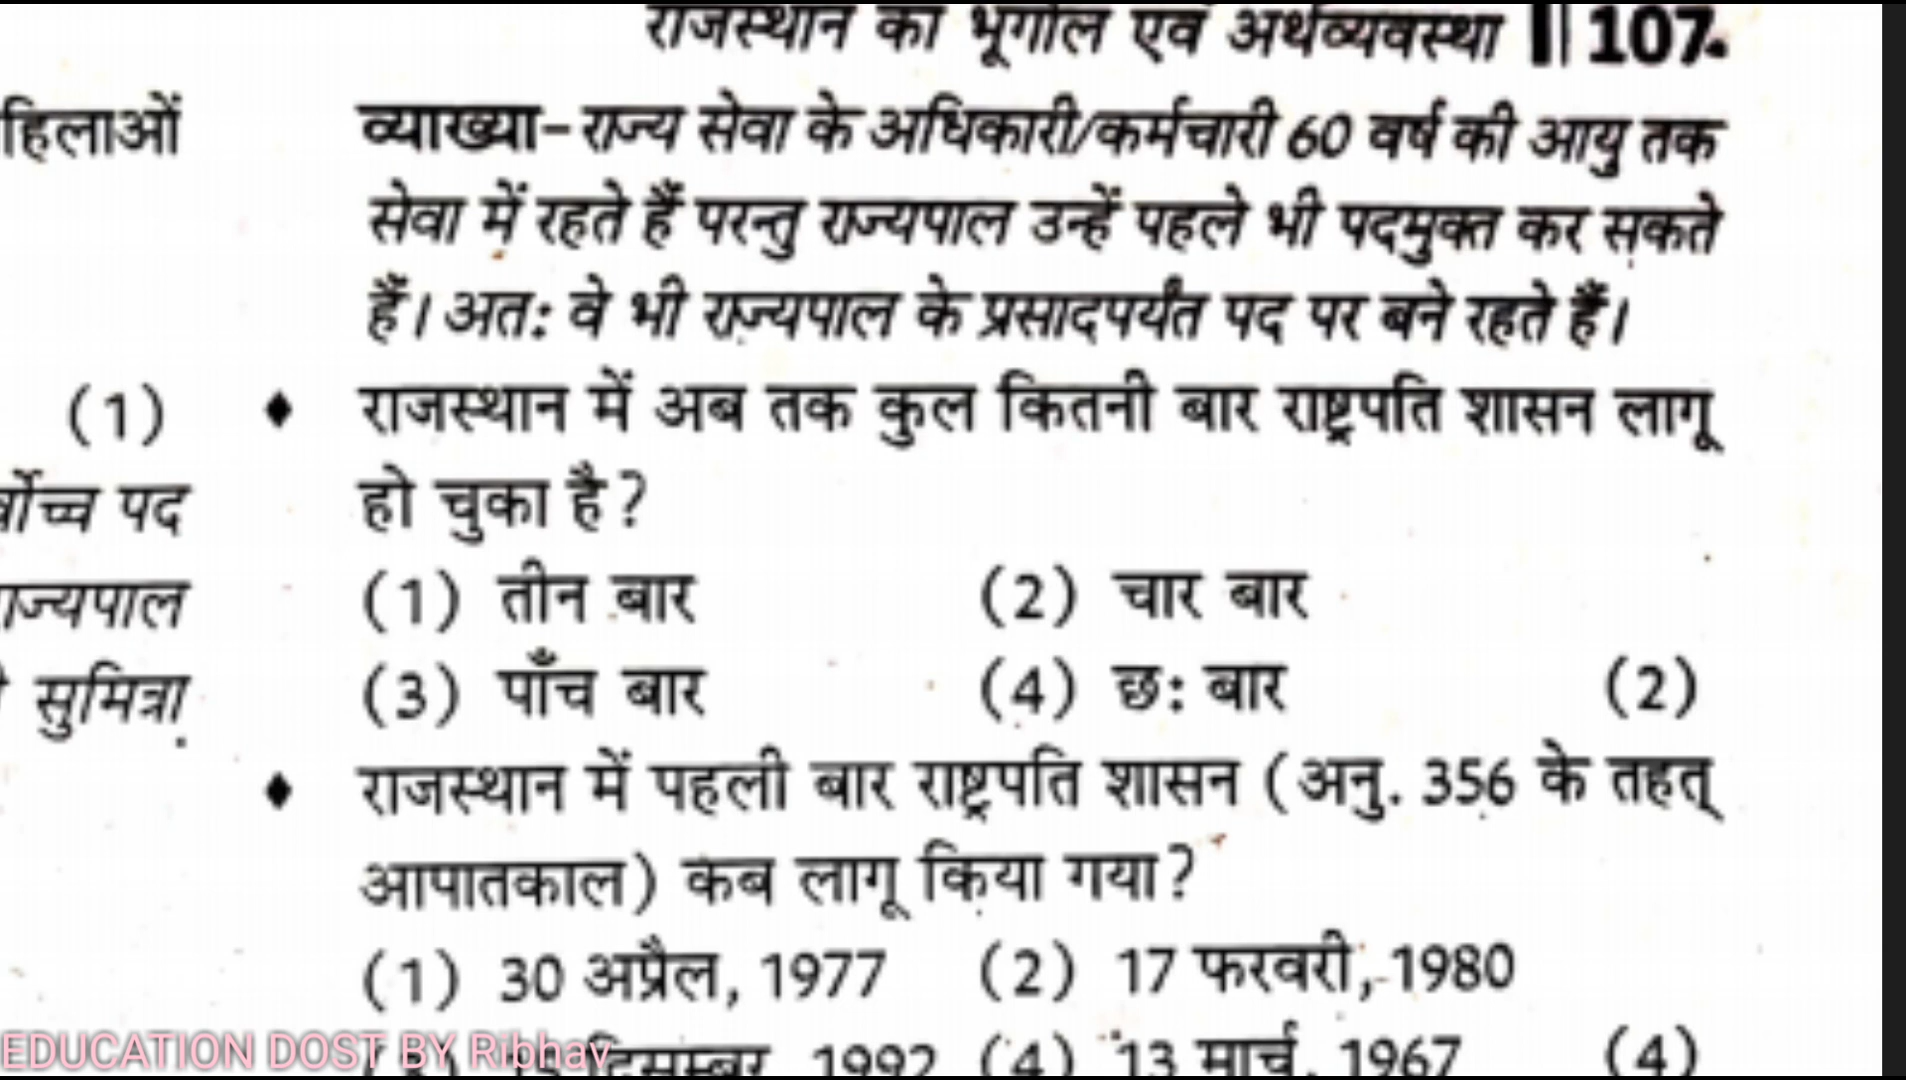 राजस्थान का भूगोल एवं अर्थव्यवस्था || 107
हिलाओं
(1)
र्वोच्च पद
ाज्यपाल
सुमित्रा
व्याख्या-राज्य सेवा के अधिकारी/कर्मचारी 60 वर्ष की आयु तक
सेवा में रहते हैं परन्तु राज्यपाल उन्हें पहले भी पदमुक्त कर सकते
हैं। अतः वे भी राज्यपाल के प्रसादपर्यंत पद पर बने रहते हैं।
♦ राजस्थान में अब तक कुल कितनी बार राष्ट्रपति शासन लागू
हो चुका है?
(1) तीन बार (2) चार बार
(3) पाँच बार (4) छः बार (2)
♦ राजस्थान में पहली बार राष्ट्रपति शासन (अनु. 356 के तहत्
आपातकाल) कब लागू किया गया?
(1) 30 अप्रैल, 1977 (2) 17 फरवरी, 1980
दिसम्बर, 1992 (4) 13 मार्च, 1967 (4)
EDUCATION DOST BY Ribhav